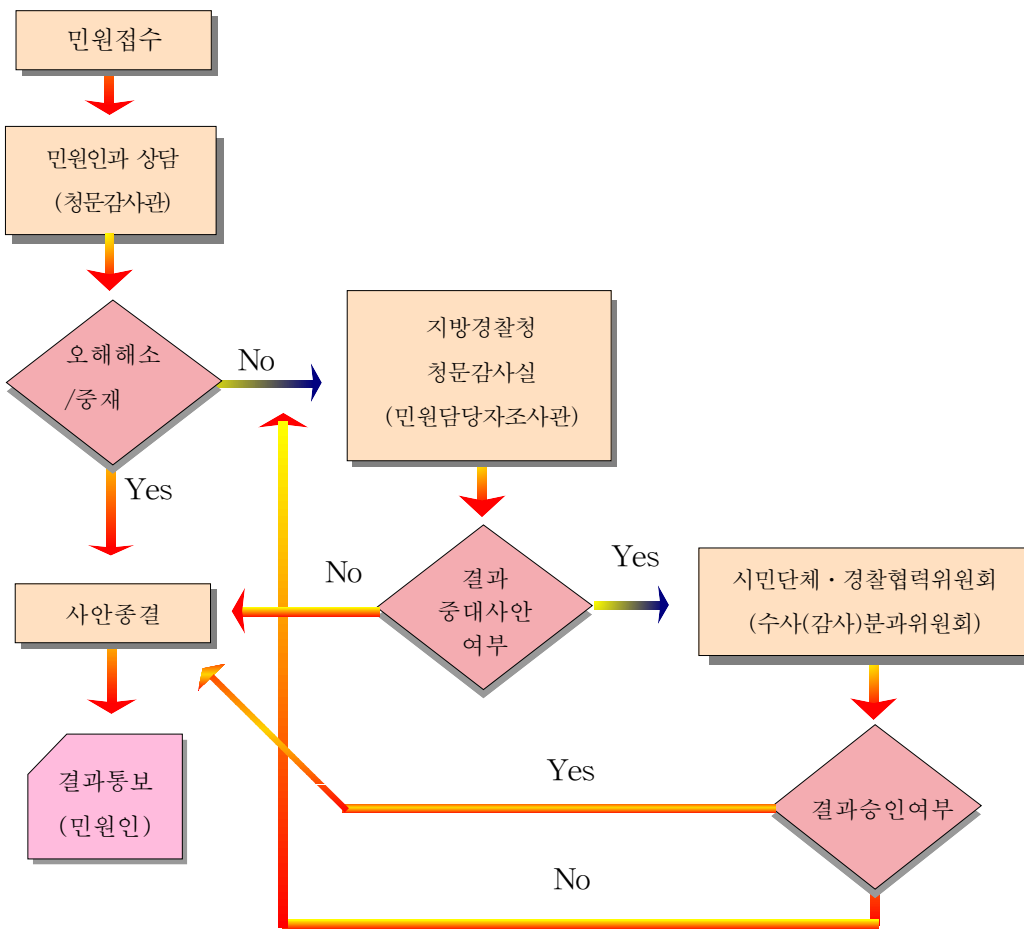 민원접수
민원인과 상담
(청문감사관)
오해해소
/중재
No
Yes
지방경찰청
청문감사실
(민원담당자조사관)
결과
중대사안
여부
No
Yes
시민단체·경찰협력위원회
(수사(감사)분과위원회)
사안종결
결과통보
(민원인)
Yes
결과승인여부
No